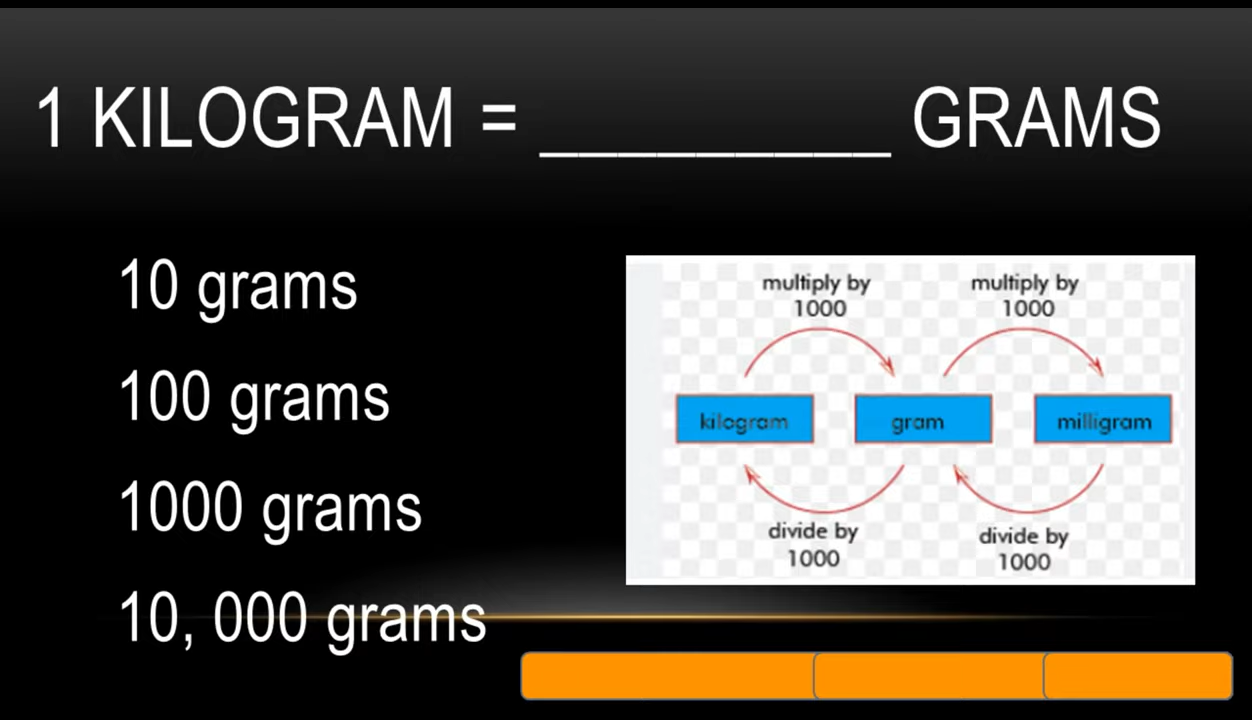 1 KILOGRAM = _________ GRAMS
10 grams
100 grams
1000 grams
10, 000 grams
multiply by
1000
multiply by
1000
kilogram
gram
milligram
divide by
1000
divide by
1000